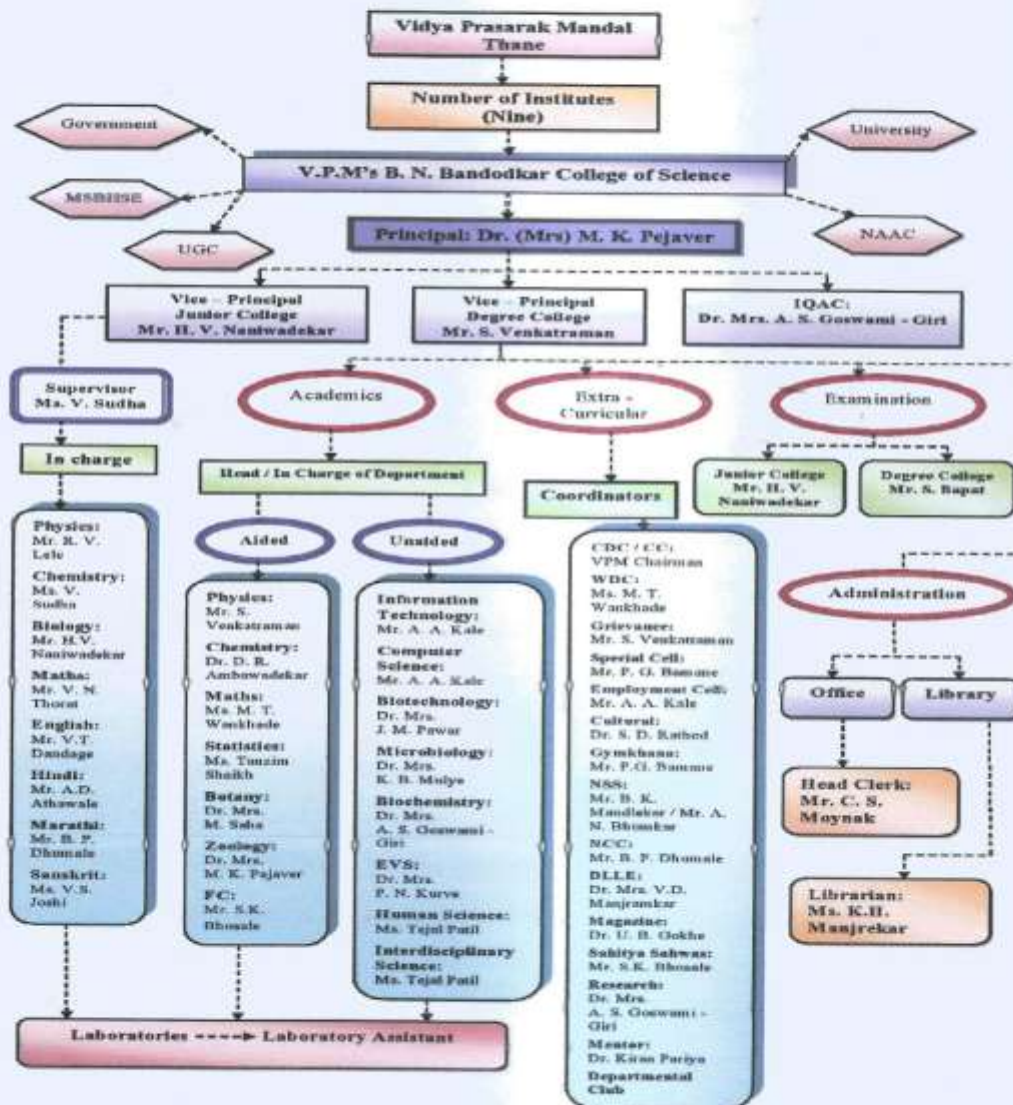 Vidya Prasarak Mandal
Thane
Number of Institutes
(Nine)
Government
University
V.P.M's B. N. Bandodkar College of Science
MSBHSE
UGC
Principal: Dr. (Mrs) M. K. Pejaver
NAAC
Vice – Principal
Junior College
Mr. H. V. Naniwadekar
Vice – Principal
Degree College
Mr. S. Venkatraman
IQAC:
Dr. Mrs. A. S. Goswami - Giri
Supervisor
Ms. V. Sudha
Academics
Extra -
Curricular
Examination
In charge
Head / In Charge of Department
Coordinators
Junior College
Mr. H. V.
Naniwadekar
Degree College
Mr. S. Bapat
Aided
Unaided
Physics:
Mr. R. V.
Lele
Chemistry:
Ms. V.
Sudha
Biology:
Mr. H.V.
Naniwadekar
Maths:
Mr. V. N.
Thorat
English:
Mr. V.T.
Dandage
Hindi:
Mr. A.D.
Athawale
Marathi:
Mr. B. P.
Dhumale
Sanskrit:
Ms. V.S.
Joshi
Physics:
Mr. S.
Venkatraman
Chemistry:
Dr. D. R.
Ambawadekar
Maths:
Ms. M. T.
Wankhade
Statistics:
Ms. Tanzim
Shaikh
Botany:
Dr. Mrs.
M. Saha
Zoology:
Dr. Mrs.
M. K. Pejaver
FC:
Mr. S.K.
Bhosale
Information
Technology:
Mr. A. A. Kale
Computer
Science:
Mr. A. A. Kale
Biotechnology:
Dr. Mrs.
J. M. Pawar
Microbiology:
Dr. Mrs.
K. B. Mulye
Biochemistry:
Dr. Mrs.
A. S. Goswami -
Giri
EVS:
Dr. Mrs.
P. N. Kurve
Human Science:
Ms. Tejal Patil
Interdisciplinary
Science:
Ms. Tejal Patil
CDC / CC:
VPM Chairman
WDC:
Ms. M. T.
Wankhade
Grievance:
Mr. S. Venkatraman
Special Cell:
Mr. P. G.
Employment Cell:
Mr. A. A. Kale
Cultural:
Dr. S. D. Rathod
Gymkhana:
Mr. P.G.
NSS:
Mr. B. K.
Mr. A.
N.
NCC:
Mr. B. P. Dhumale
DLLE:
Dr. Mrs. V.D.
Manjramkar
Magazine:
Dr. U. B. Gokhe
Sahitya Sahwas:
Mr. S.K. Bhosale
Research:
Dr. Mrs.
A. S. Goswami -
Giri
Mentor:
Dr. Kiran Pariya
Departmental
Club
Administration
Office
Library
Head Clerk:
Mr. C. S.
Moynak
Librarian:
Ms. K.H.
Manjrekar
Laboratories
Laboratory Assistant